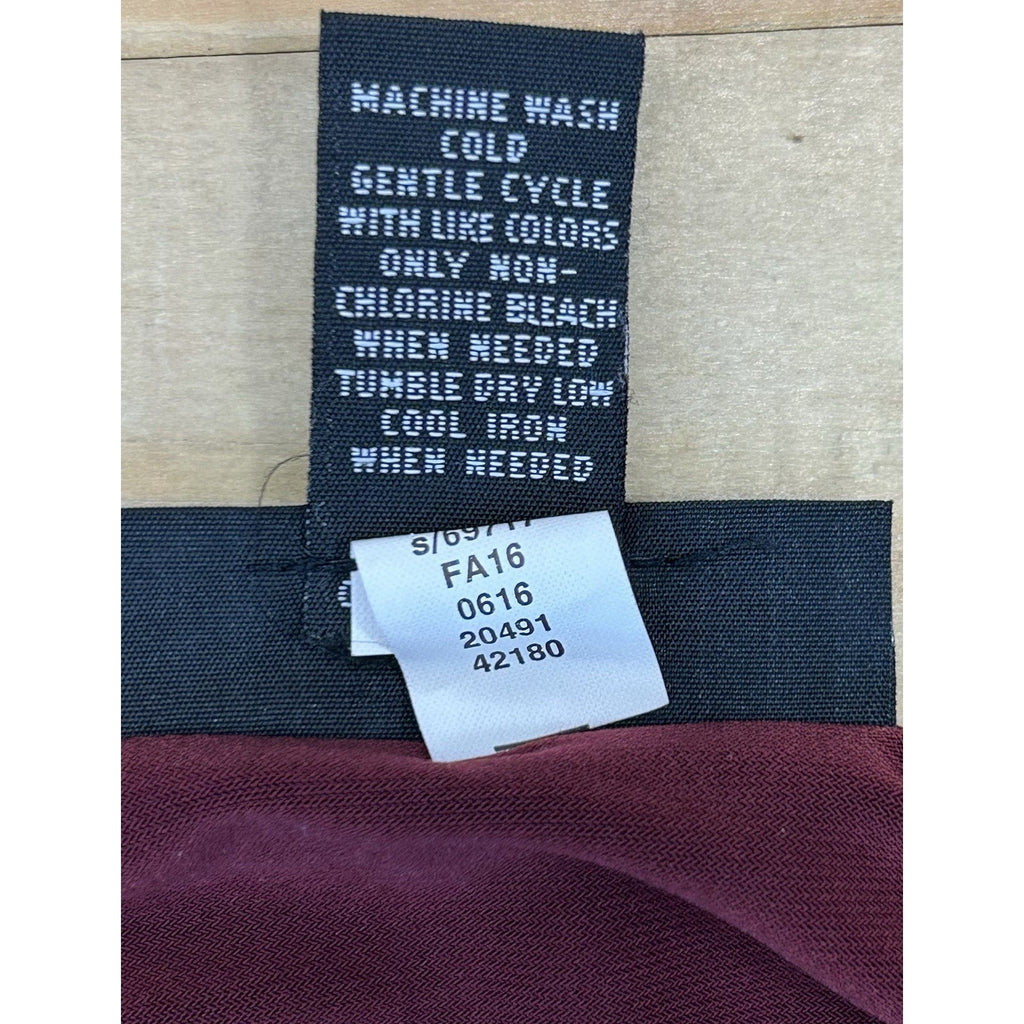 MACHINE WASH
COLD
GENTLE CYCLE
WITH LIKE COLORS
ONLY NON-
CHLORINE BLEACH
WHEN NEEDED
TUMBLE DRY LOW
COOL IRON
WHEN NEEDED
s/69717
FA16
0616
20491
42180